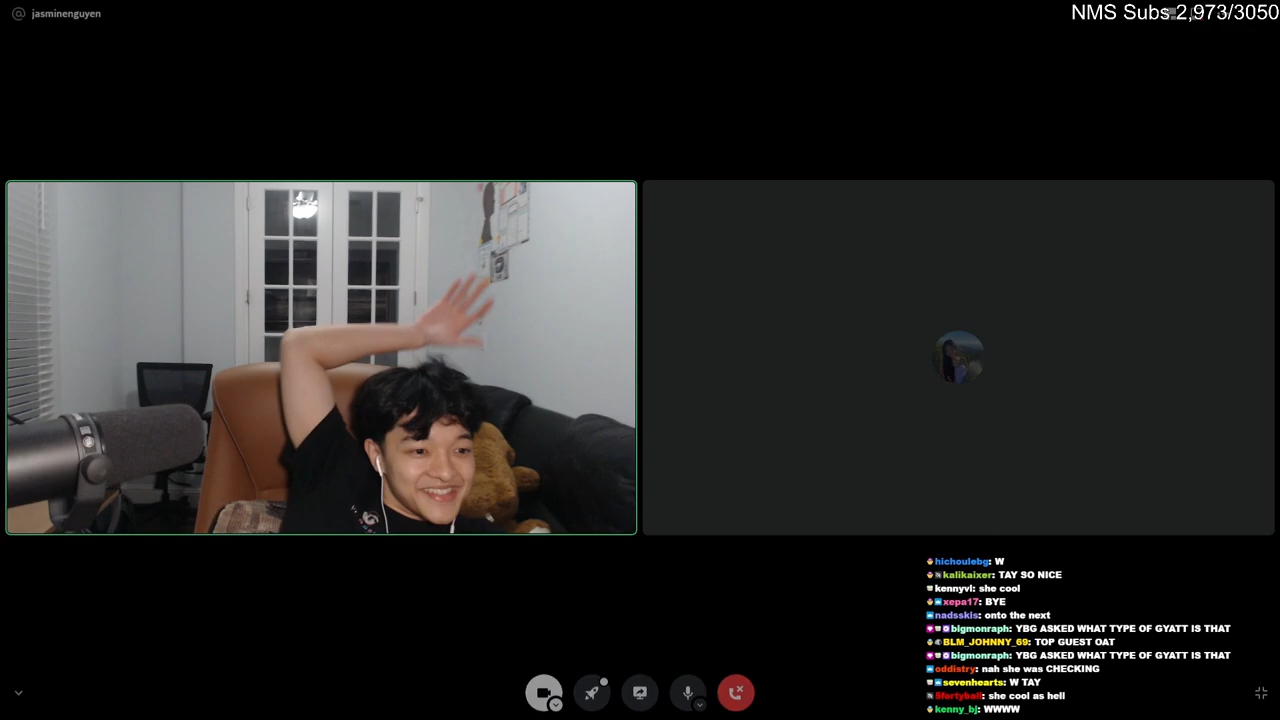 @ jasminenguyen
NMS Subs 2,973/3050
hichoulebg: W
kalikaixer: TAY SO NICE
kennyvl: she cool
xepa17: BYE
nadsskis: onto the next
bigmonraph: YBG ASKED WHAT TYPE OF GYATT IS THAT
BLM_JOHNNY_69: TOP GUEST OAT
bigmonraph: YBG ASKED WHAT TYPE OF GYATT IS THAT
oddistry: nah she was CHECKING
sevenhearts: W TAY
5fortyball: she cool as hell
kenny_bj: WWWW